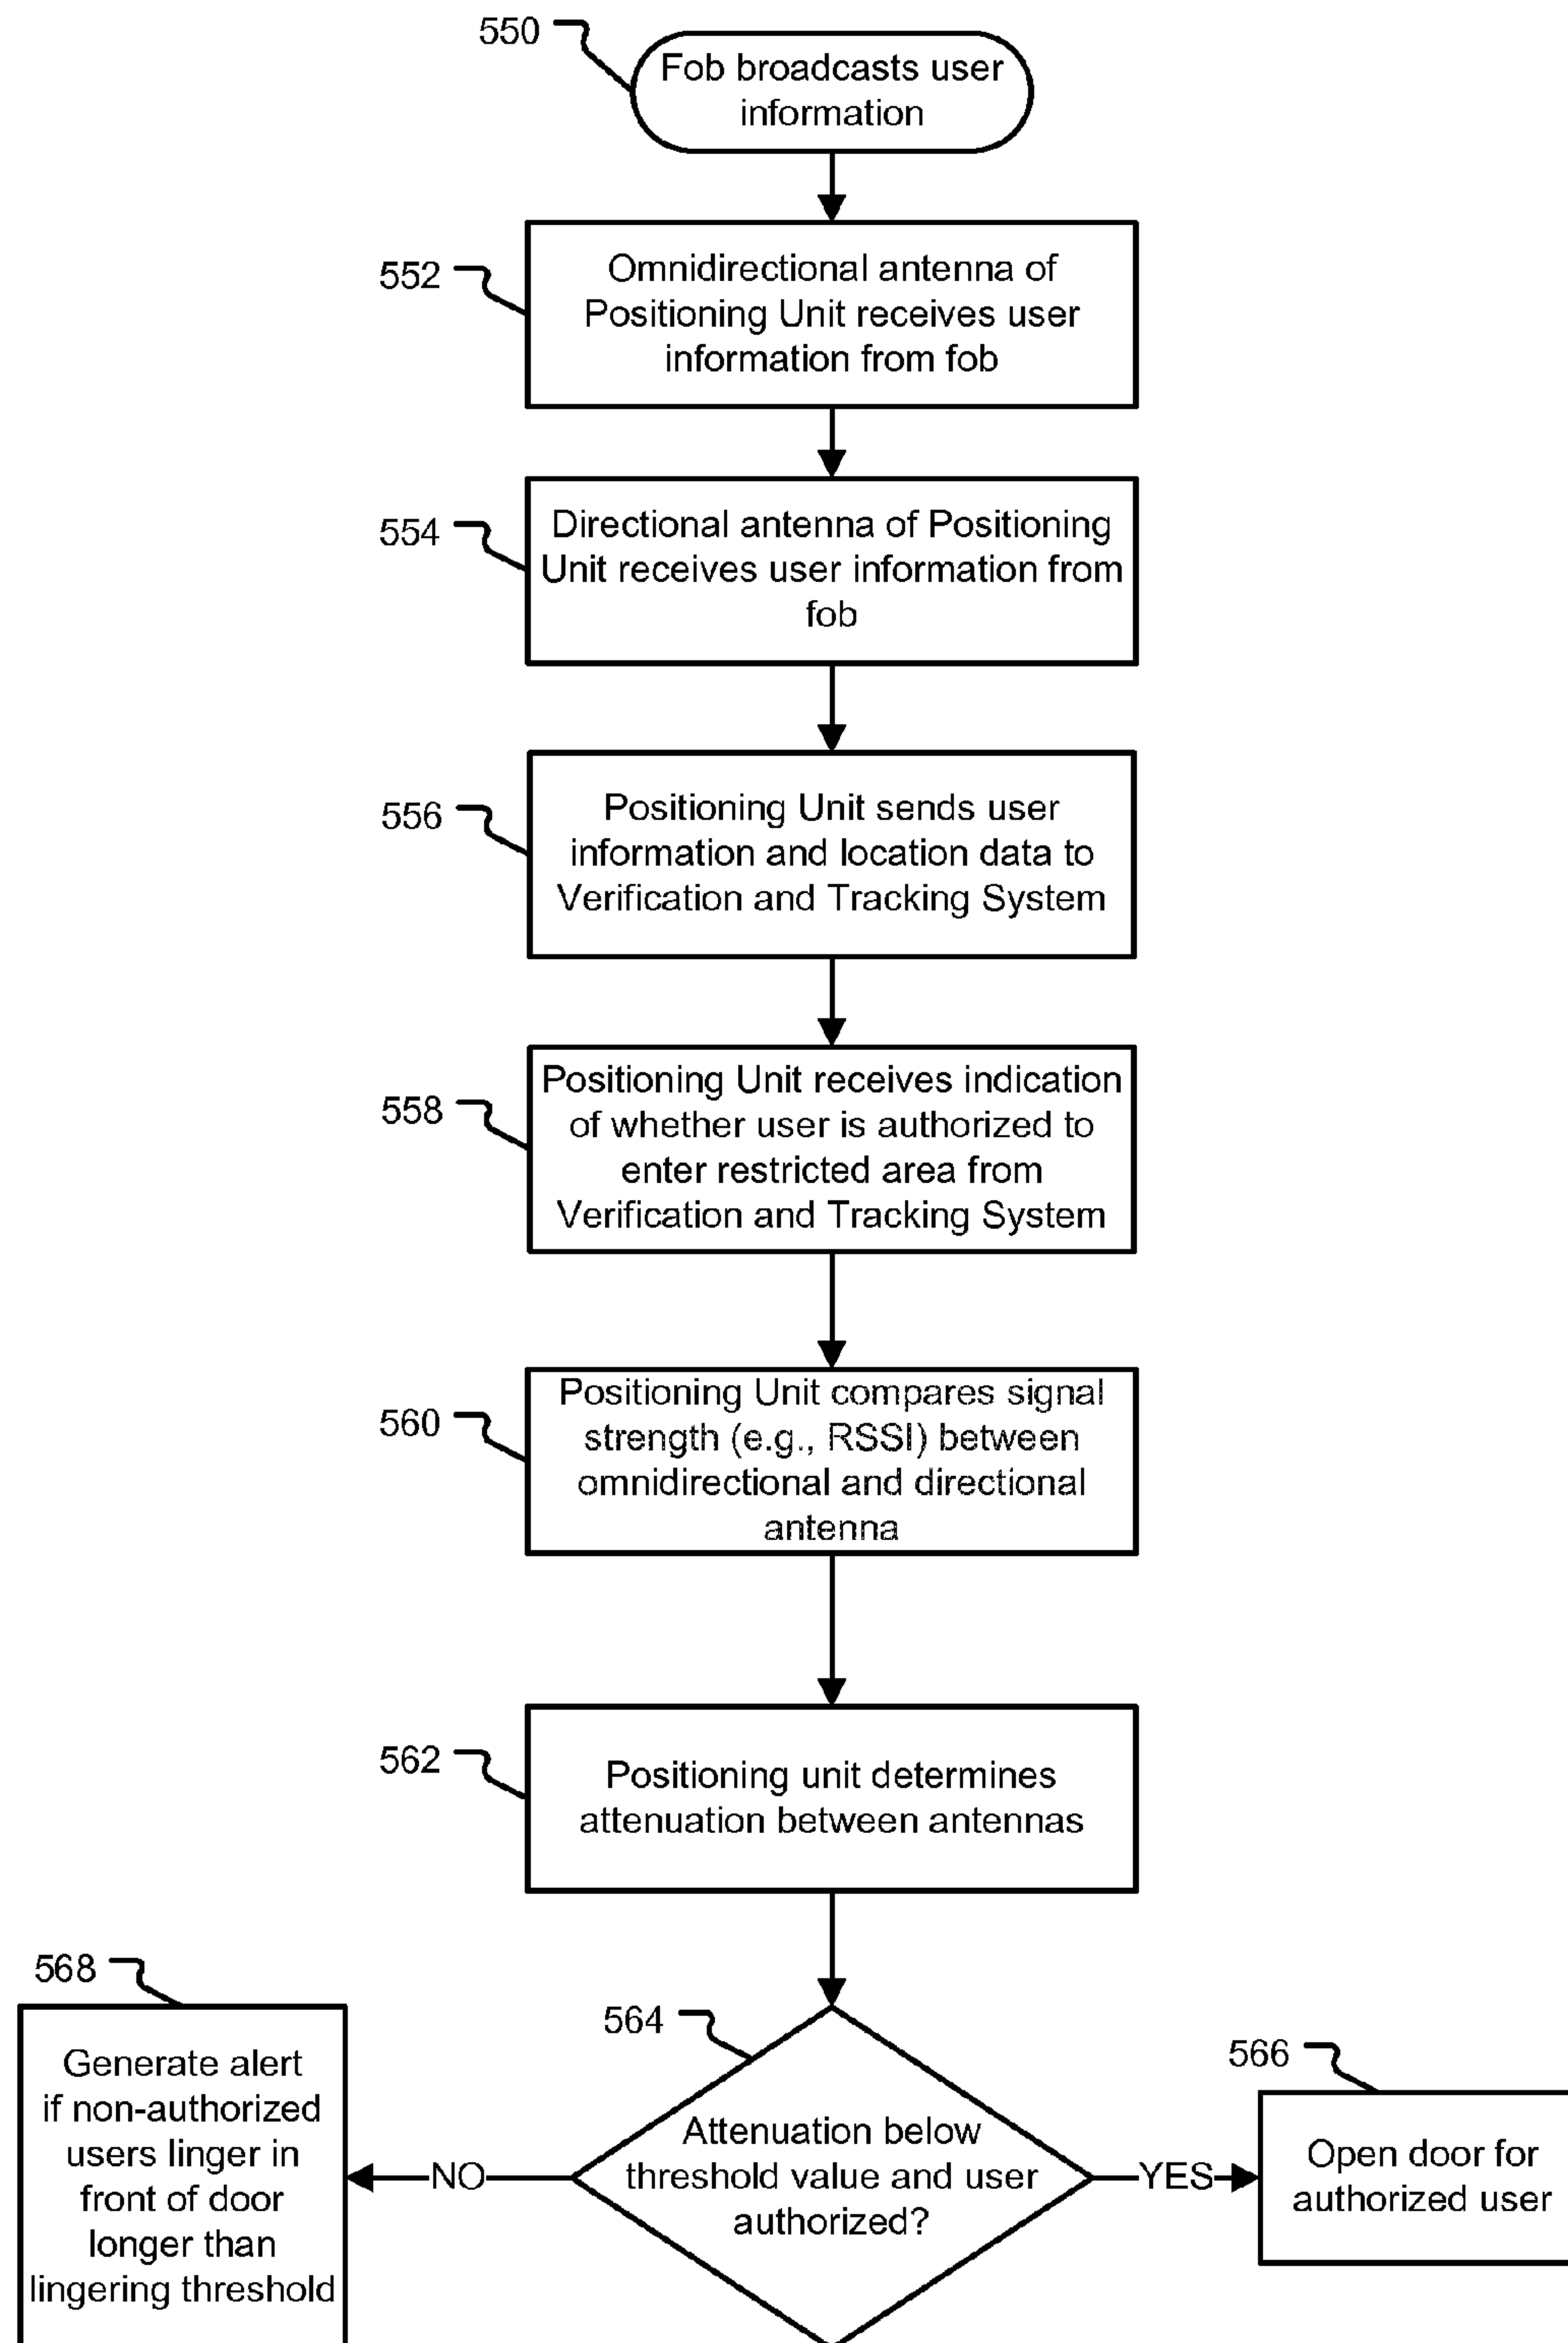 550
Fob broadcasts user
information
552
Omnidirectional antenna of
Positioning Unit receives user
information from fob
554
Directional antenna of Positioning
Unit receives user information from
fob
556
Positioning Unit sends user
information and location data to
Verification and Tracking System
558
Positioning Unit receives indication
of whether user is authorized to
enter restricted area from
Verification and Tracking System
560
Positioning Unit compares signal
strength (e.g., RSSI) between
omnidirectional and directional
antenna
562
Positioning unit determines
attenuation between antennas
568
Generate alert
if non-authorized
users linger in
front of door
longer than
lingering threshold
NO
564
Attenuation below
threshold value and user
authorized?
YES
566
Open door for
authorized user